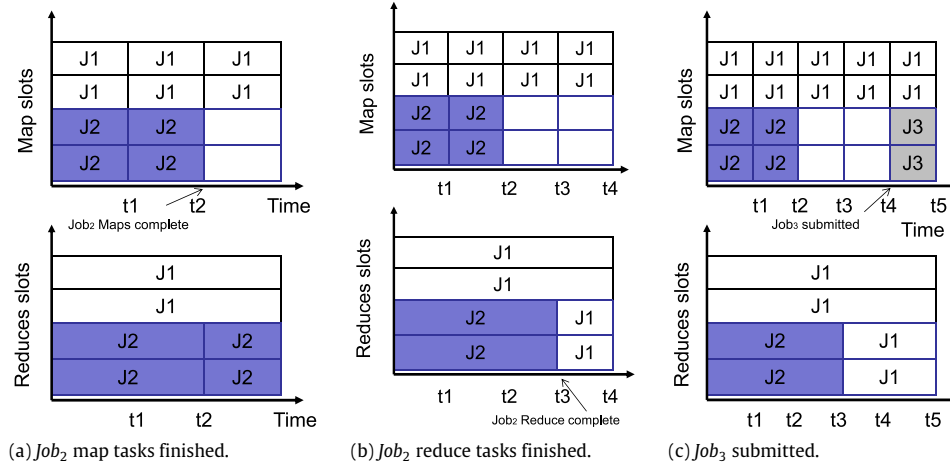 Map slots
J1 J1 J1
J1 J1 J1
J2 J2
J2 J2
t1 t2 Time
Job2 Maps complete
Reduces slots
J1
J1
J2 J2
J2 J2
t1 t2 Time
(a) Job2 map tasks finished.
Map slots
J1 J1 J1 J1
J1 J1 J1 J1
J2 J2
J2 J2
t1 t2 t3 t4
Reduces slots
J1
J1
J2 J1
J2 J1
t1 t2 t3 t4
Job2 Reduce complete
(b) Job2 reduce tasks finished.
Map slots
J1 J1 J1 J1 J1
J1 J1 J1 J1 J1
J2 J2 J3
J2 J2 J3
t1 t2 t3 t4 t5
Job3 submitted
Time
Reduces slots
J1
J1
J2 J1
J2 J1
t1 t2 t3 t4 t5
(c) Job3 submitted.